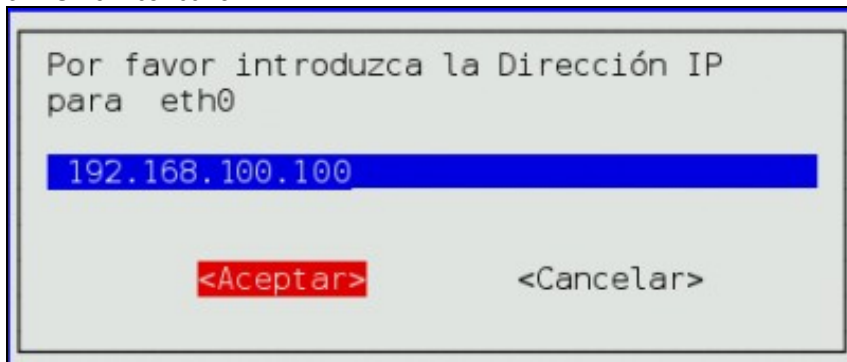 Por favor introduzca la Dirección IP
para eth0
192.168.100.100
<Aceptar> <Cancelar>